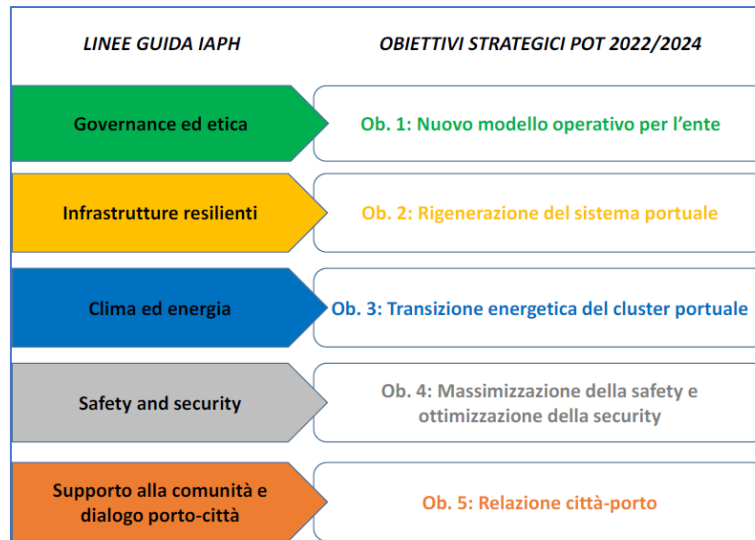 LINEE GUIDA IAPH
OBIETTIVI STRATEGICI POT 2022/2024
Governance ed etica
Ob. 1: Nuovo modello operativo per l'ente
Infrastrutture resilienti
Ob. 2: Rigenerazione del sistema portuale
Clima ed energia
Ob. 3: Transizione energetica del cluster portuale
Safety and security
Ob. 4: Massimizzazione della safety e
ottimizzazione della security
Supporto alla comunità e
dialogo porto-città
Ob. 5: Relazione città-porto